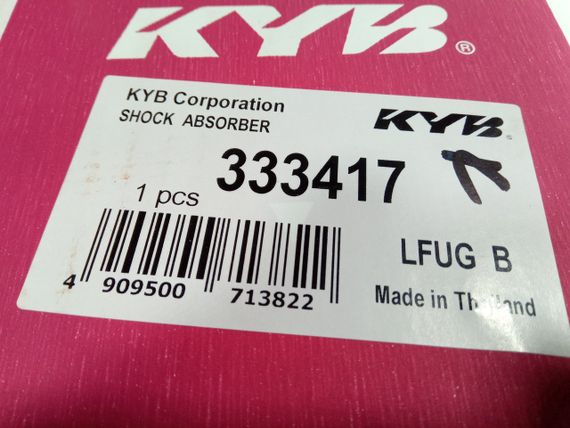 KYB®
KYB Corporation
SHOCK ABSORBER
KYB
333417
1 pcs
LFUG B
4 909500 713822
Made in Thailand